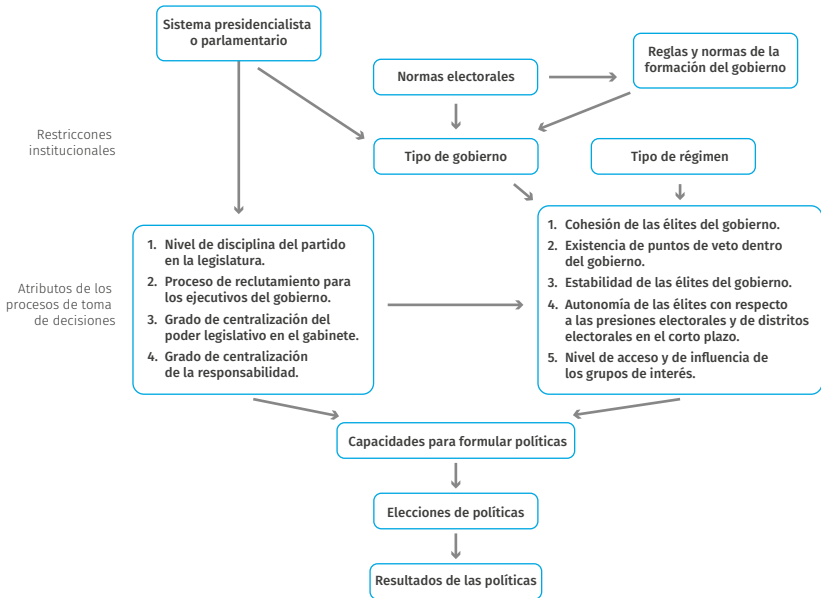 Sistema presidencialista
o parlamentario
Normas electorales
Reglas y normas de la
formación del gobierno
Restriccones
institucionales
Tipo de gobierno
Tipo de régimen
1. Nivel de disciplina del partido
en la legislatura.
2. Proceso de reclutamiento para
los ejecutivos del gobierno.
3. Grado de centralización del
poder legislativo en el gabinete.
4. Grado de centralización
de la responsabilidad.
1. Cohesión de las élites del gobierno.
2. Existencia de puntos de veto dentro
del gobierno.
3. Estabilidad de las élites del gobierno.
4. Autonomía de las élites con respecto
a las presiones electorales y de distritos
electorales en el corto plazo.
5. Nivel de acceso y de influencia de
los grupos de interés.
Atributos de los
procesos de toma
de decisiones
Capacidades para formular políticas
Elecciones de políticas
Resultados de las políticas